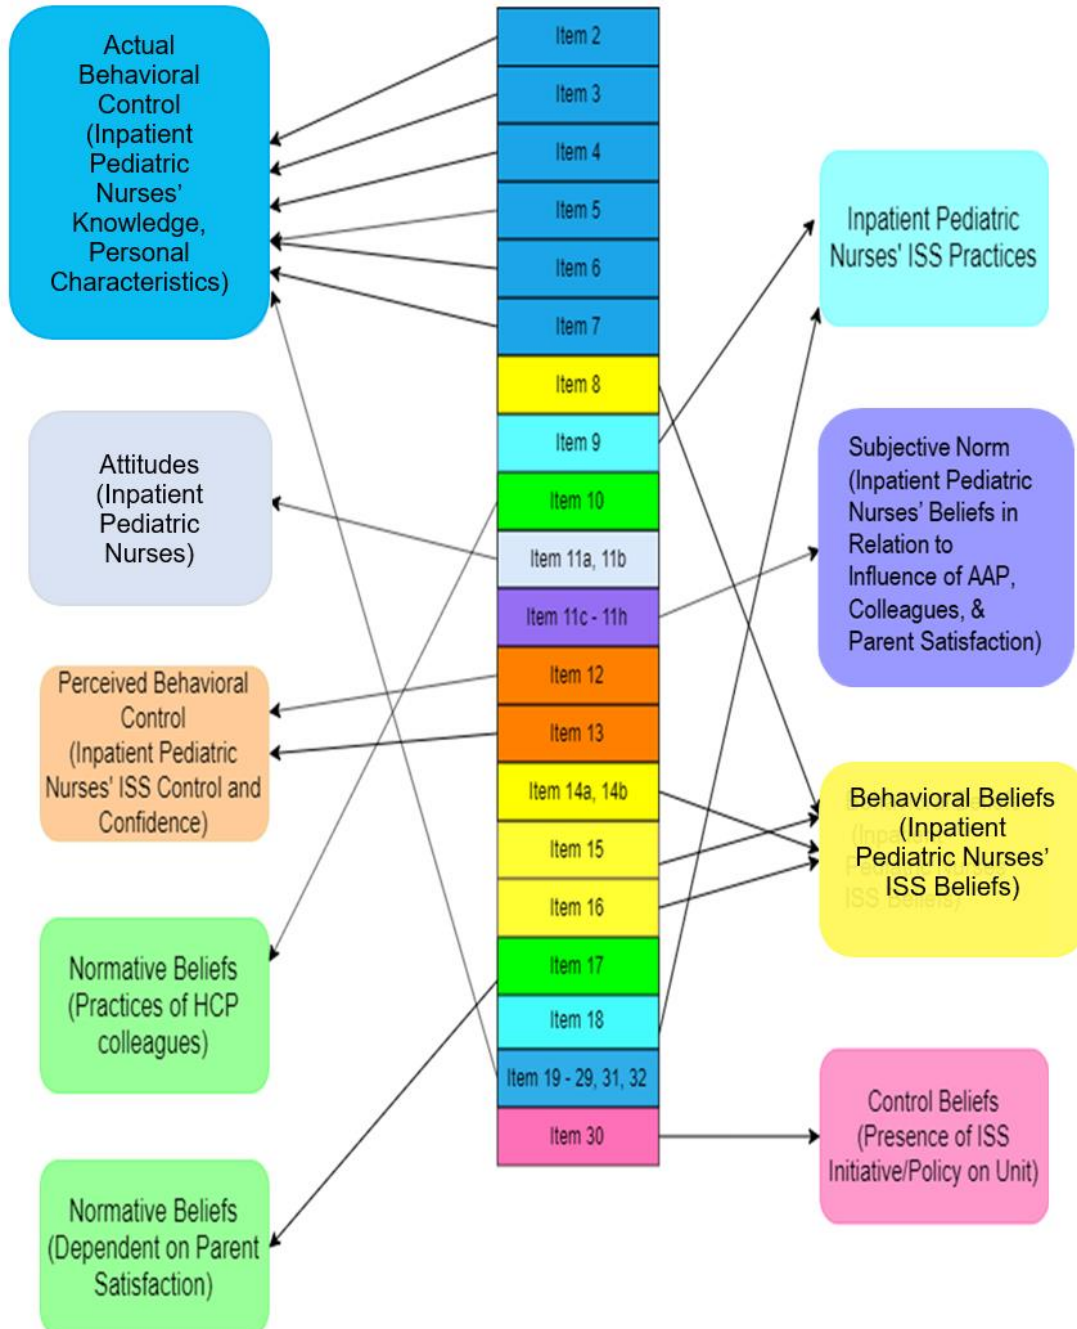 Actual
Behavioral
Control
(Inpatient
Pediatric
Nurses'
Knowledge,
Personal
Characteristics)
Attitudes
(Inpatient
Pediatric
Nurses)
Perceived Behavioral
Control
(Inpatient Pediatric
Nurses' ISS Control and
Confidence)
Normative Beliefs
(Practices of HCP
colleagues)
Normative Beliefs
(Dependent on Parent
Satisfaction)
Item 2
Item 3
Item 4
Item 5
Item 6
Item 7
Item 8
Item 9
Item 10
Item 11a, 11b
Item 11c - 11h
Item 12
Item 13
Item 14a, 14b
Item 15
Item 16
Item 17
Item 18
Item 19 - 29, 31, 32
Item 30
Inpatient Pediatric
Nurses' ISS Practices
Subjective Norm
(Inpatient Pediatric
Nurses' Beliefs in
Relation to
Influence of AAP,
Colleagues, &
Parent Satisfaction)
Behavioral Beliefs
(Inpatient
Pediatric Nurses'
ISS Beliefs)
Control Beliefs
(Presence of ISS
Initiative/Policy on Unit)